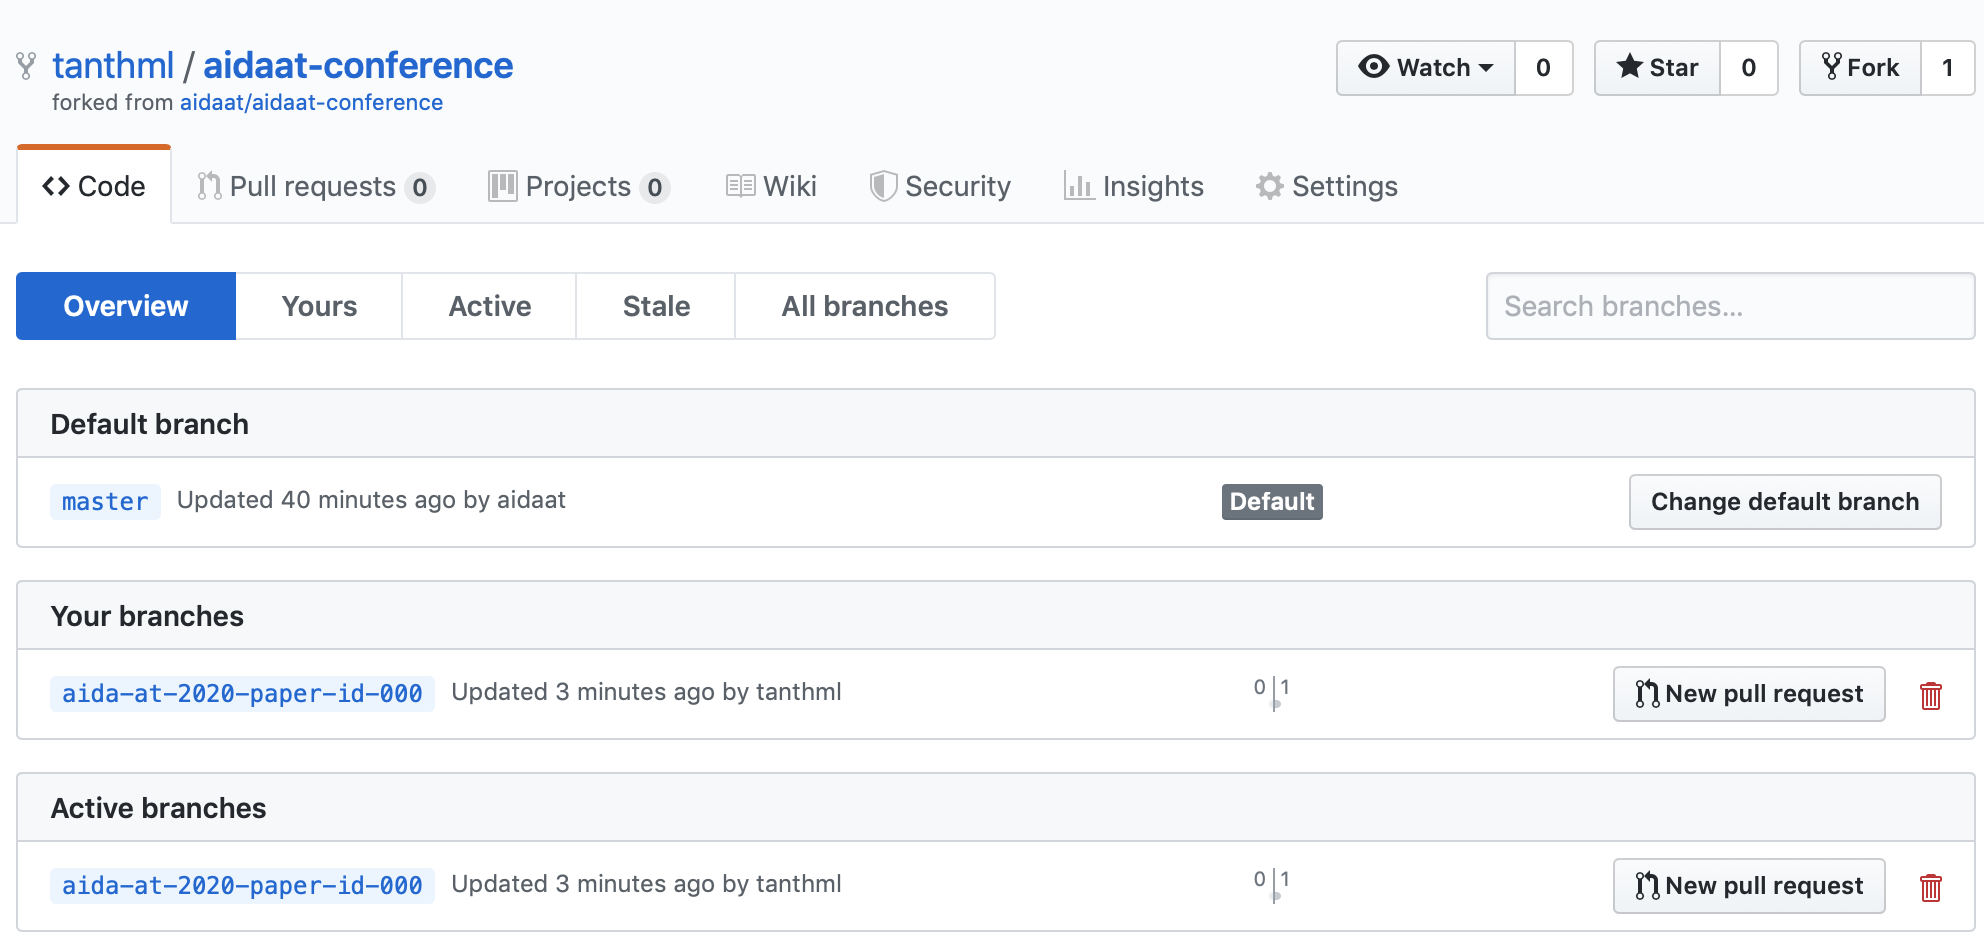 tanthml / aidaat-conference
forked from aidaat/aidaat-conference
Watch 0 Star 0 Fork 1
Code Pull requests 0 Projects 0 Wiki Security Insights Settings
Overview Yours Active Stale All branches Search branches...
Default branch
master Updated 40 minutes ago by aidaat Default Change default branch
Your branches
aida-at-2020-paper-id-000 Updated 3 minutes ago by tanthml 0 1 New pull request
Active branches
aida-at-2020-paper-id-000 Updated 3 minutes ago by tanthml 0 1 New pull request